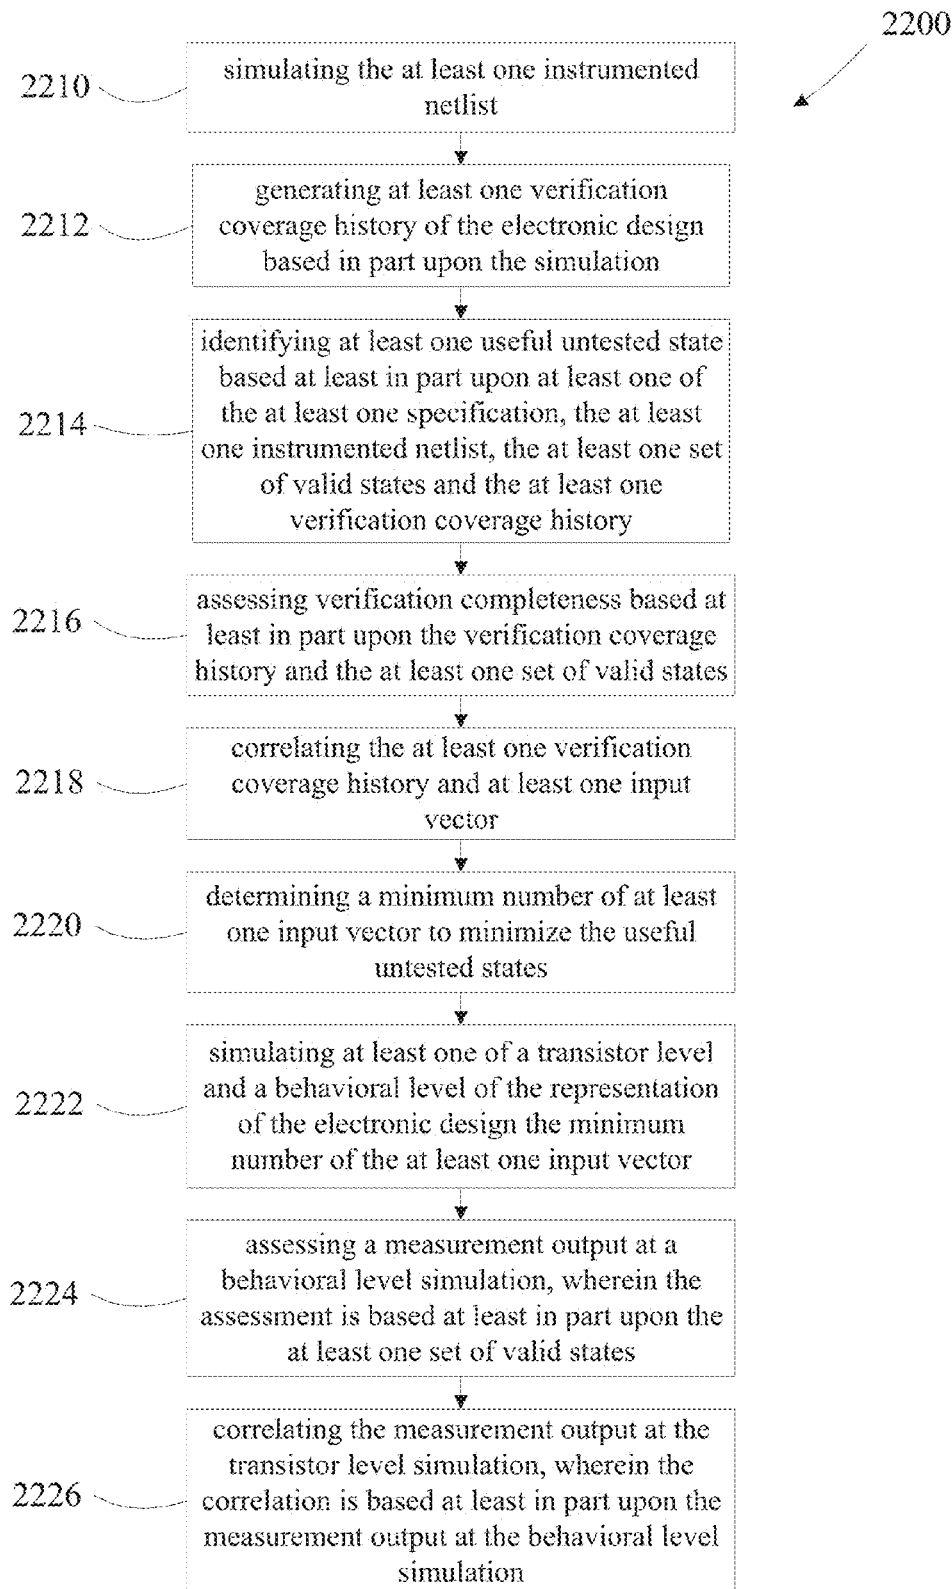 2200
2210
simulating the at least one instrumented
netlist
2212
generating at least one verification
coverage history of the electronic design
based in part upon the simulation
2214
identifying at least one useful untested state
based at least in part upon at least one of
the at least one specification, the at least
one instrumented netlist, the at least one set
of valid states and the at least one
verification coverage history
2216
assessing verification completeness based at
least in part upon the verification coverage
history and the at least one set of valid states
2218
correlating the at least one verification
coverage history and at least one input
vector
2220
determining a minimum number of at least
one input vector to minimize the useful
untested states
2222
simulating at least one of a transistor level
and a behavioral level of the representation
of the electronic design the minimum
number of the at least one input vector
2224
assessing a measurement output at a
behavioral level simulation, wherein the
assessment is based at least in part upon the
at least one set of valid states
2226
correlating the measurement output at the
transistor level simulation, wherein the
correlation is based at least in part upon the
measurement output at the behavioral level
simulation